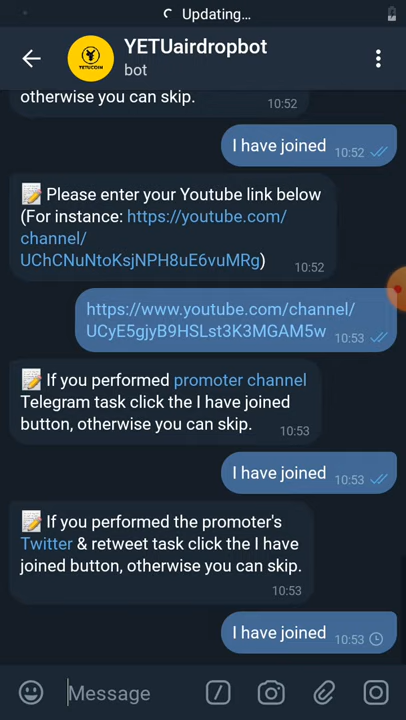 Updating...
YETUairdropbot
bot
YETUCOIN
otherwise you can skip.
10:52
I have joined
10:52
Please enter your Youtube link below
(For instance: https://youtube.com/
channel/
UChCNuNtoKsjNPH8uE6vuMRg)
10:52
https://www.youtube.com/channel/
UCyE5gjyB9HSLst3K3MGAM5w
10:53
If you performed promoter channel
Telegram task click the I have joined
button, otherwise you can skip.
10:53
I have joined
10:53
If you performed the promoter's
Twitter & retweet task click the I have
joined button, otherwise you can skip.
10:53
I have joined
10:53
Message